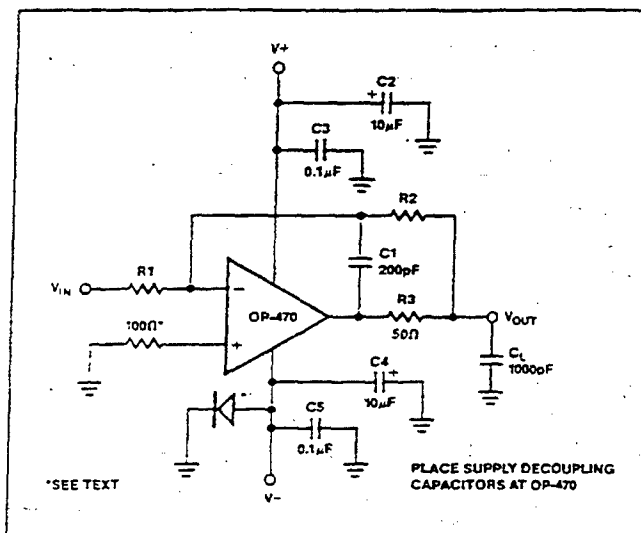 V+
C2
+
10µF
C3
0.1µF
R2
R1
C1
200pF
VIN
−
OP-470
R3
50Ω
VOUT
100Ω*
+
CL
1000pF
C4
+
10µF
C5
0.1µF
*SEE TEXT
V−
PLACE SUPPLY DECOUPLING
CAPACITORS AT OP-470